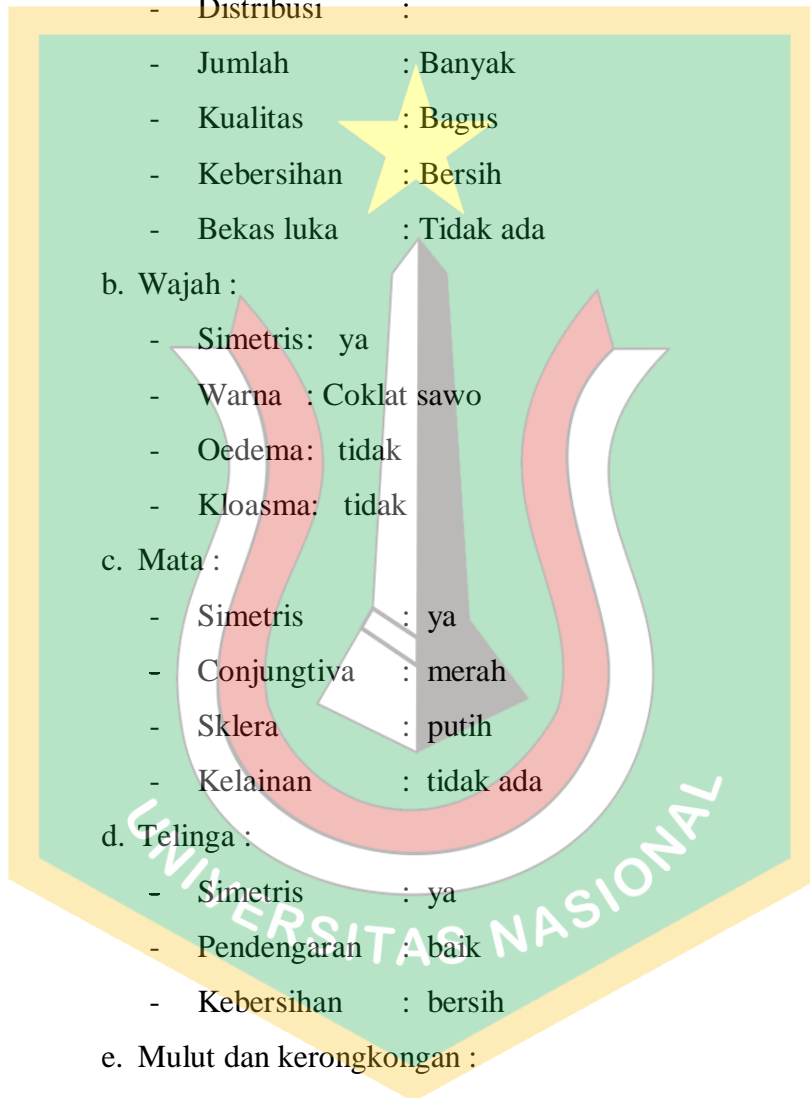 - Distribusi :
- Jumlah : Banyak
- Kualitas : Bagus
- Kebersihan : Bersih
- Bekas luka : Tidak ada
b. Wajah :
- Simetris: ya
- Warna : Coklat sawo
- Oedema: tidak
- Kloasma: tidak
c. Mata :
- Simetris : ya
- Conjungtiva : merah
- Sklera : putih
- Kelainan : tidak ada
d. Telinga :
- Simetris : ya
- Pendengaran : baik
- Kebersihan : bersih
e. Mulut dan kerongkongan :
UNIVERSITAS NASIONAL